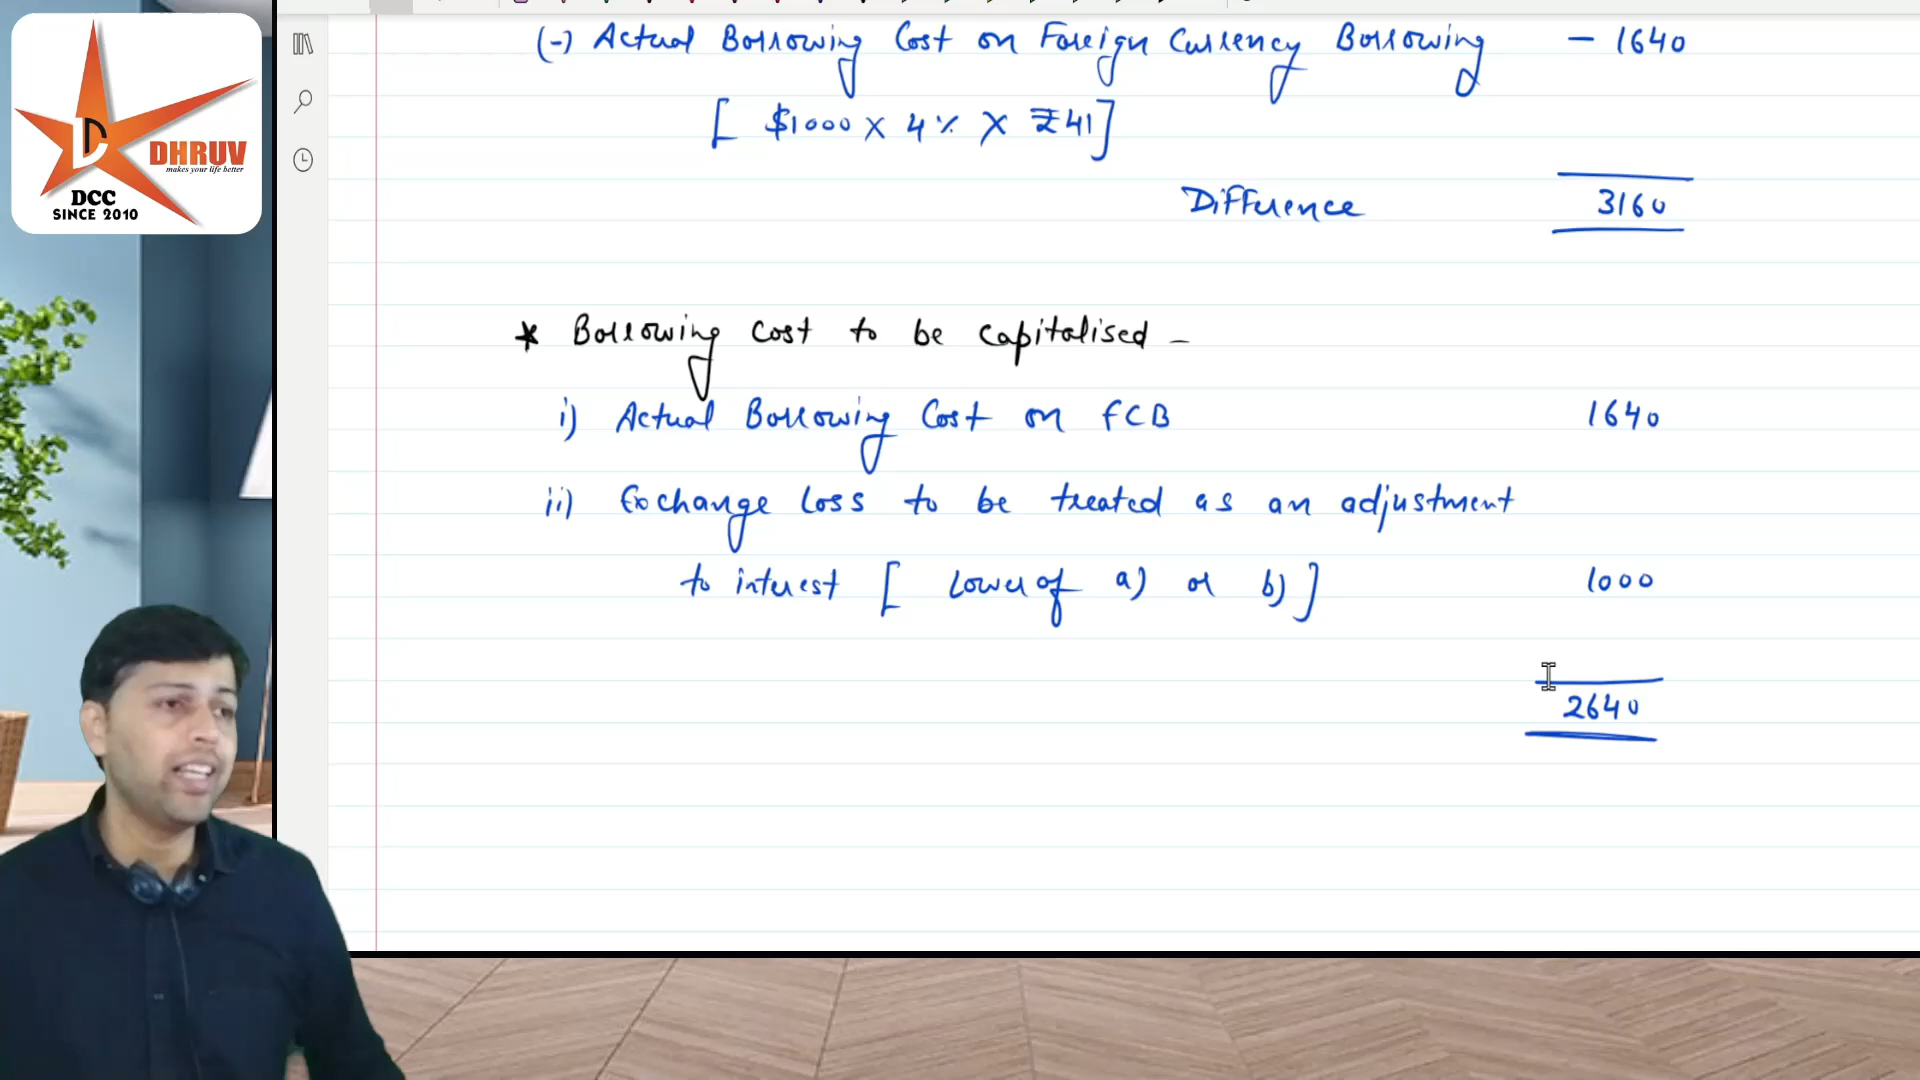 DHRUV
makes your life better
DCC
SINCE 2010
(-) Actual Borrowing Cost on Foreign Currency Borrowing - 1640
[ $1000 x 4% x ₹41]
Difference 3160
* Borrowing cost to be capitalised -
i) Actual Borrowing Cost on FCB 1640
ii) Exchange Loss to be treated as an adjustment
to interest [ Lower of a) or b) ] 1000
2640